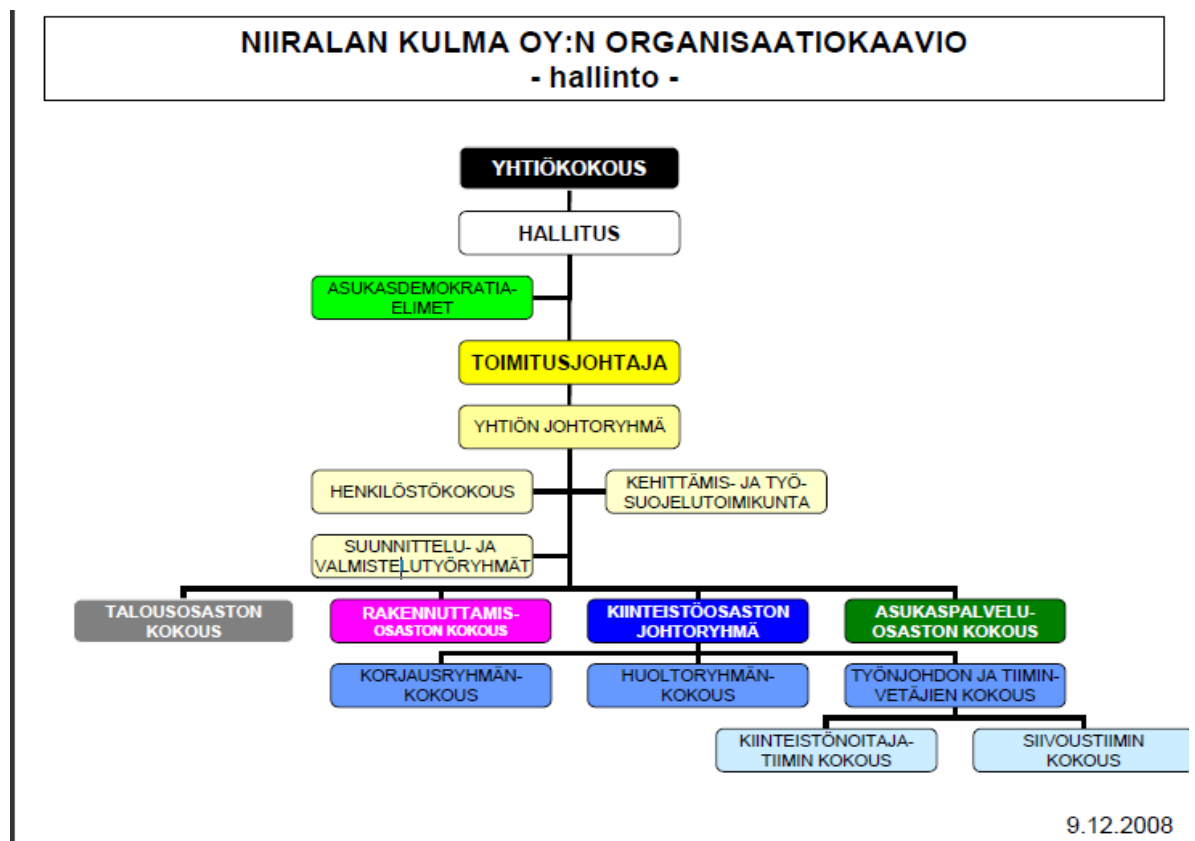 NIIRALAN KULMA OY:N ORGANISAATIOKAAVIO
- hallinto -
YHTIÖKOKOUS
HALLITUS
ASUKASDEMOKRATIA-
ELIMET
TOIMITUSJOHTAJA
YHTIÖN JOHTORYHMÄ
HENKILÖSTÖKOKOUS
KEHITTÄMIS- JA TYÖ-
SUOJELUTOIMIKUNTA
SUUNNITTELU- JA
VALMISTELUTYÖRYHMÄT
TALOUSOSASTON
KOKOUS
RAKENNUTTAMIS-
OSASTON KOKOUS
KIINTEISTÖOSASTON
JOHTORYHMÄ
ASUKASPALVELU-
OSASTON KOKOUS
KORJAUSRYHMÄN-
KOKOUS
HUOLTORYHMÄN-
KOKOUS
TYÖNJOHDON JA TIIMIN-
VETÄJIEN KOKOUS
KIINTEISTÖNOITAJA-
TIIMIN KOKOUS
SIIVOUSTIIMIN
KOKOUS
9.12.2008